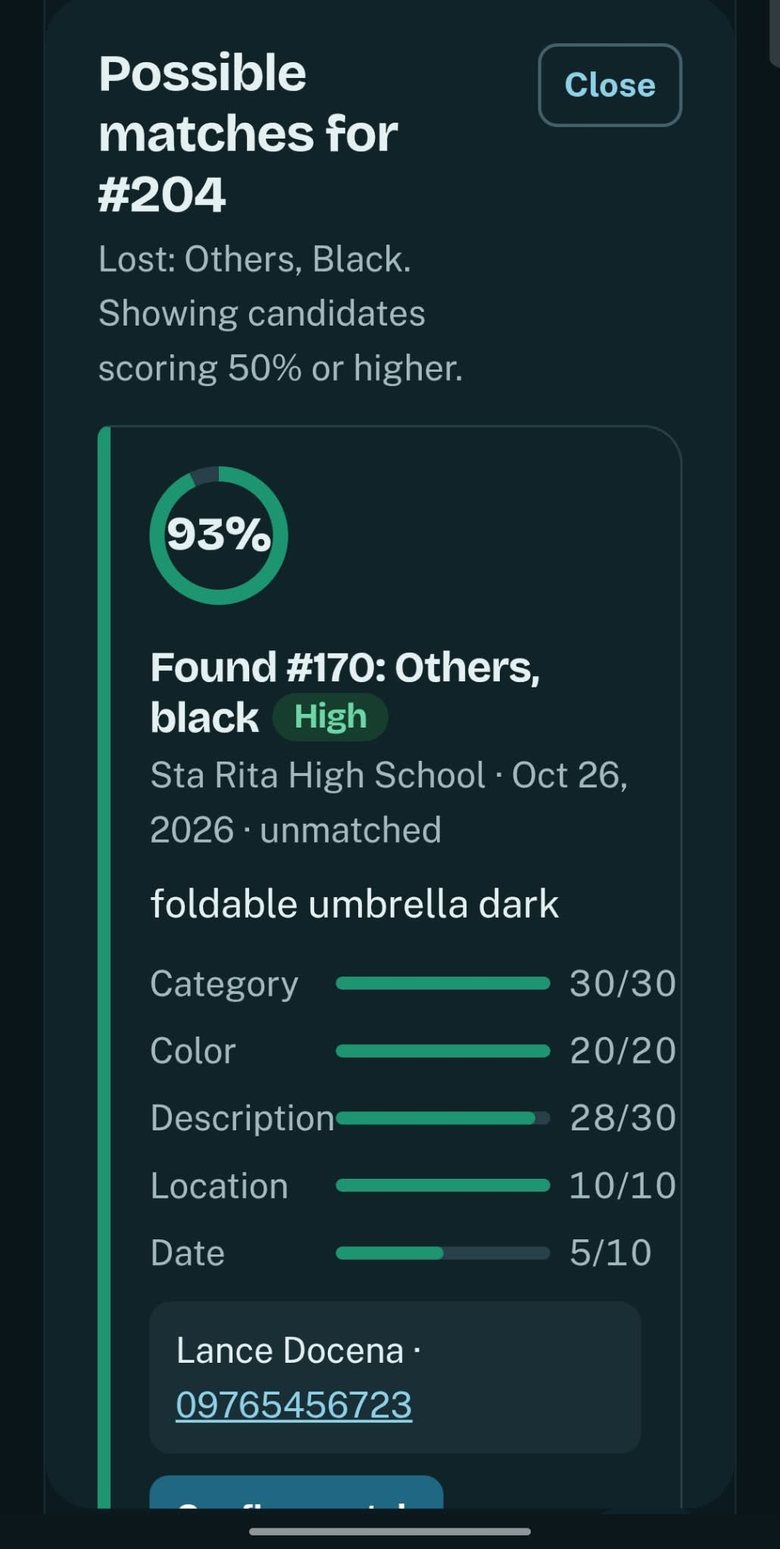 Possible
matches for
#204
Close
Lost: Others, Black.
Showing candidates
scoring 50% or higher.
93%
Found #170: Others,
black High
Sta Rita High School · Oct 26,
2026 · unmatched
foldable umbrella dark
Category 30/30
Color 20/20
Description 28/30
Location 10/10
Date 5/10
Lance Docena ·
09765456723